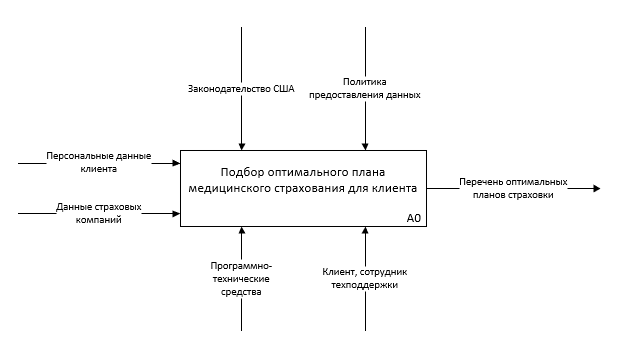 Законодательство США
Политика
предоставления данных
Персональные данные
клиента
Данные страховых
компаний
Подбор оптимального плана
медицинского страхования для клиента
A0
Перечень оптимальных
планов страховки
Программно-
технические
средства
Клиент, сотрудник
техподдержки